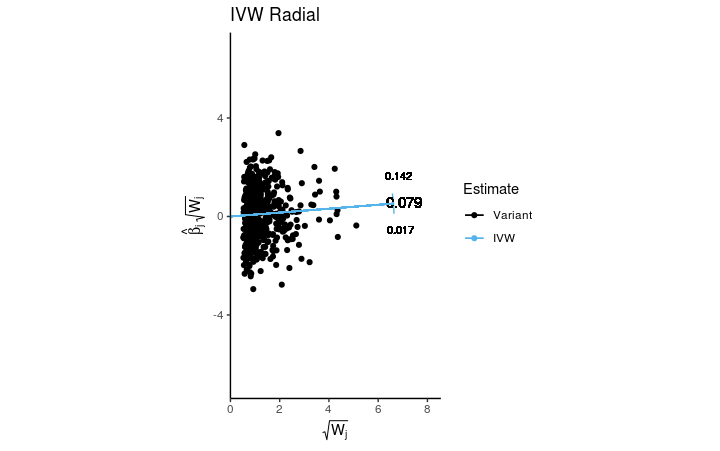 IVW Radial
4
0
-4
β̂j√Wj
0.142
0.079
0.017
0 2 4 6 8
√Wj
Estimate
Variant
IVW